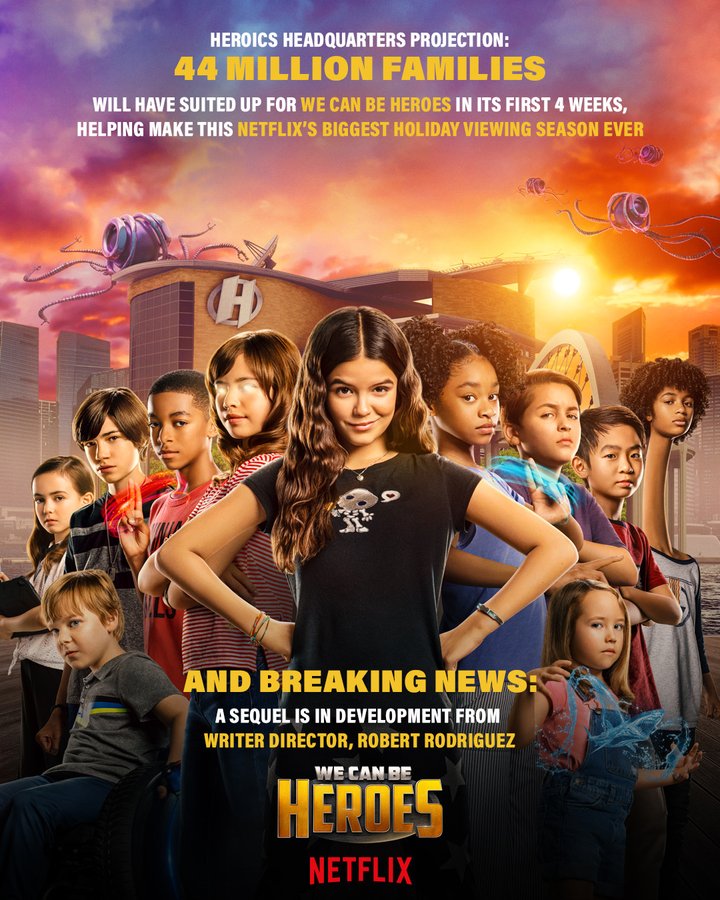 HEROICS HEADQUARTERS PROJECTION:
44 MILLION FAMILIES
WILL HAVE SUITED UP FOR WE CAN BE HEROES IN ITS FIRST 4 WEEKS,
HELPING MAKE THIS NETFLIX'S BIGGEST HOLIDAY VIEWING SEASON EVER
H
AND BREAKING NEWS:
A SEQUEL IS IN DEVELOPMENT FROM
WRITER DIRECTOR, ROBERT RODRIGUEZ
WE CAN BE
HEROES
NETFLIX